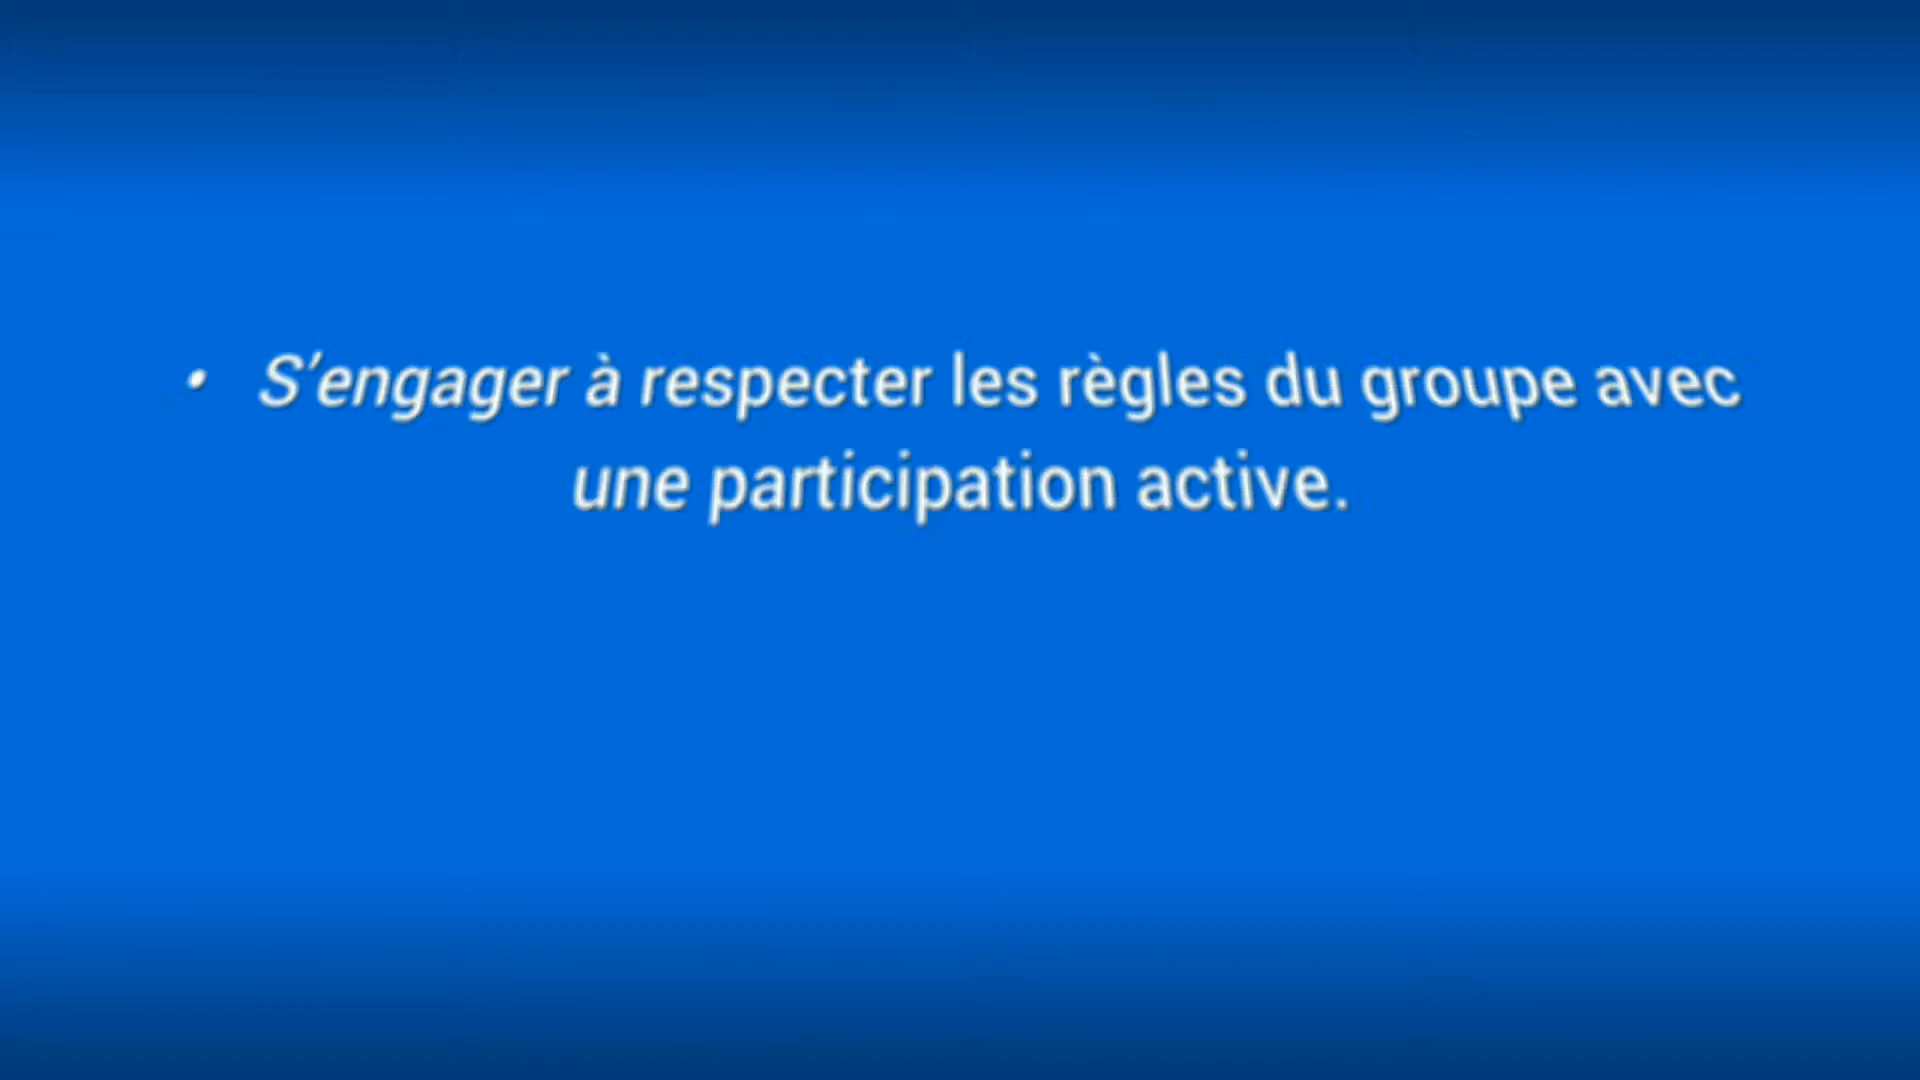 • S’engager à respecter les règles du groupe avec
une participation active.